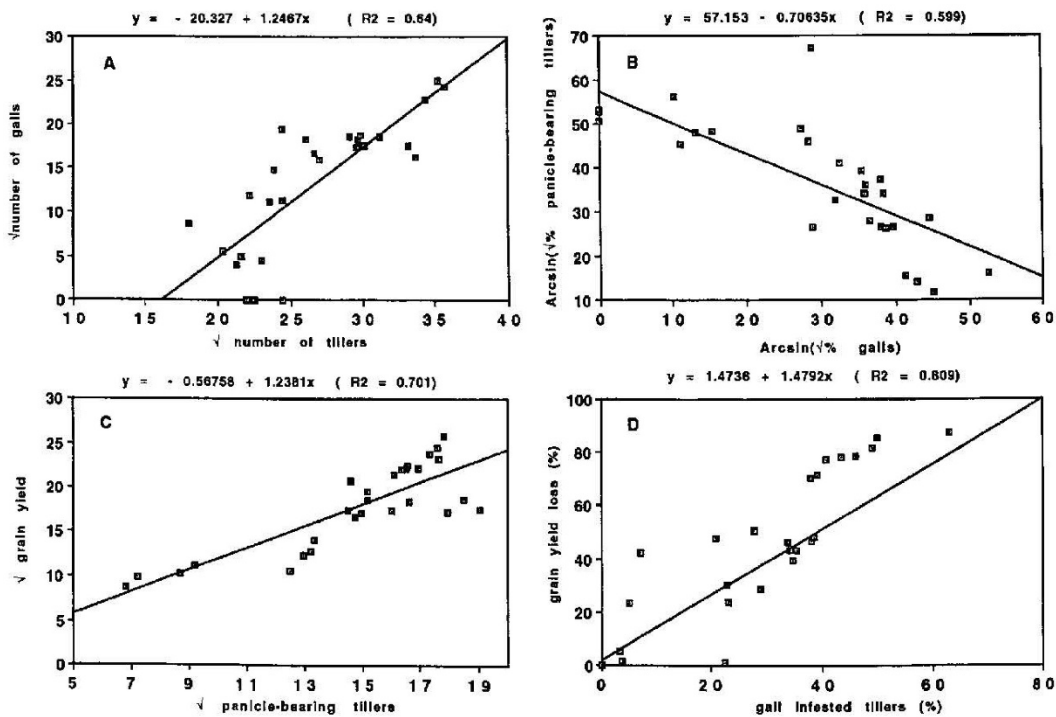 y = - 20.327 + 1.2467x ( R2 = 0.64)
A
√number of galls
30
25
20
15
10
5
0
10 15 20 25 30 35 40
√ number of tillers
y = 57.153 - 0.70635x ( R2 = 0.599)
B
Arcsin(√% panicle-bearing tillers)
70
60
50
40
30
20
10
0 10 20 30 40 50 60
Arcsin(√% galls)
y = - 0.56758 + 1.2381x ( R2 = 0.701)
C
√ grain yield
30
20
10
0
5 7 9 11 13 15 17 19
√ panicle-bearing tillers
y = 1.4736 + 1.4792x ( R2 = 0.809)
D
grain yield loss (%)
100
80
60
40
20
0
0 20 40 60 80
gall infested tillers (%)